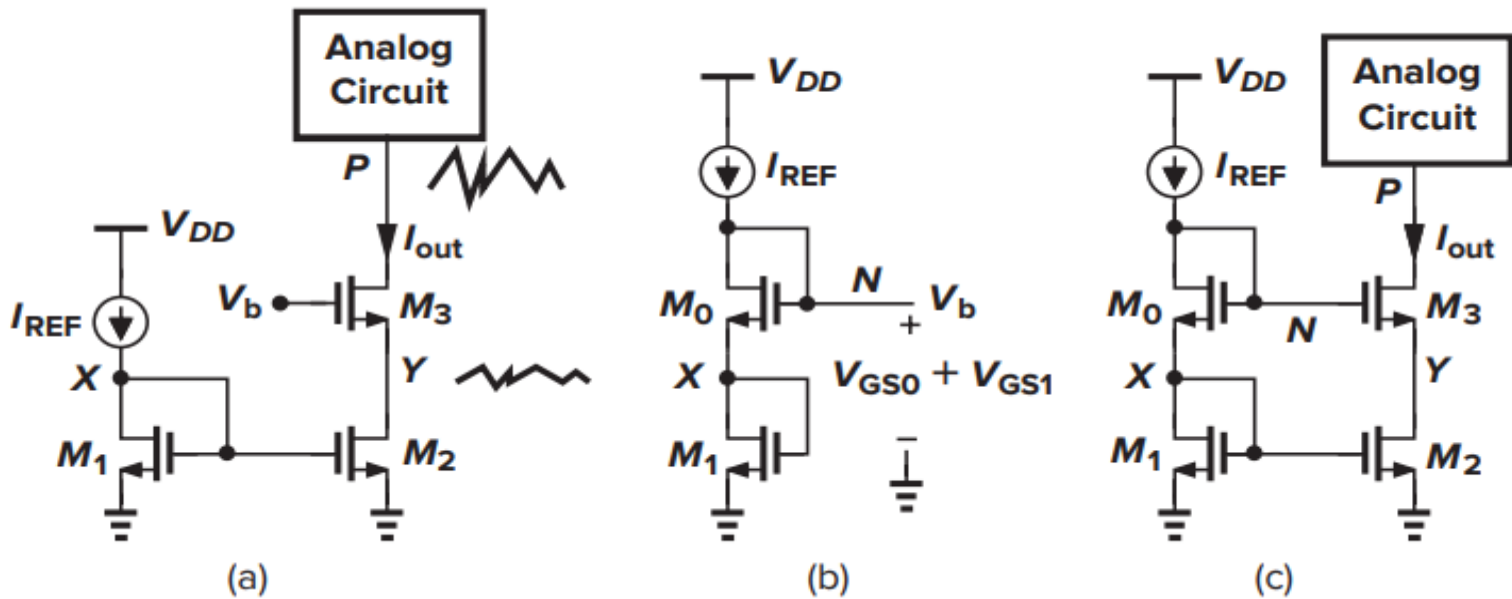 Analog
Circuit
P
V_DD
I_out
V_b
M_3
I_REF
X
Y
M_1
M_2
(a)
V_DD
I_REF
N
M_0
V_b
+
X
V_GS0 + V_GS1
M_1
–
(b)
V_DD
Analog
Circuit
I_REF
P
I_out
M_0
N
M_3
X
Y
M_1
M_2
(c)